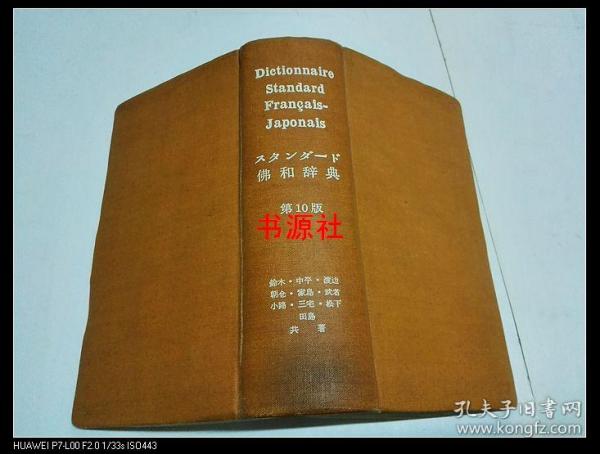 Dictionnaire
Standard
Français-
Japonais
スタンダード
佛和辞典
第10版
书源社
鈴木・中平・渡辺
朝倉・家島・武者
小路・三宅・松下
田島
共著
孔夫子旧书网
www.kongfz.com
HUAWEI P7-L00 F2.0 1/33s ISO443